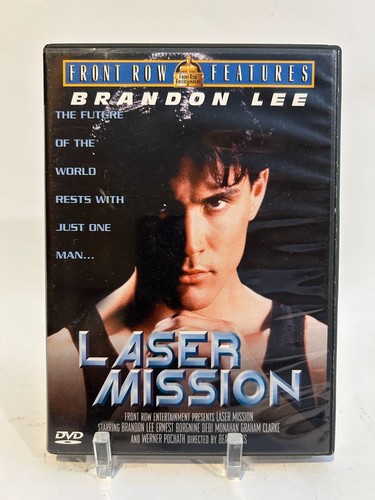 FRONT ROW FEATURES
BRANDON LEE
THE FUTURE
OF THE
WORLD
RESTS WITH
JUST ONE
MAN...
LASER
MISSION
FRONT ROW ENTERTAINMENT PRESENTS LASER MISSION
STARRING BRANDON LEE ERNEST BORGNINE DEBI MONAHAN GRAHAM CLARKE
AND WERNER POCHATH DIRECTED BY
DVD